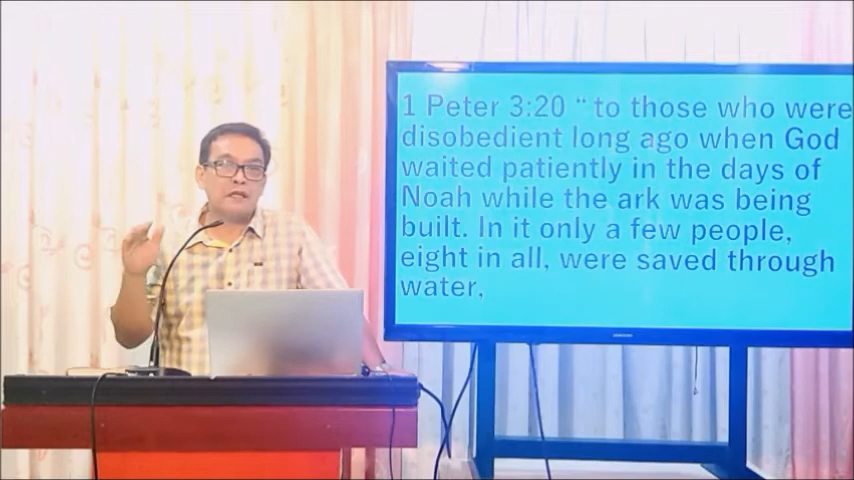 1 Peter 3:20 “ to those who were
disobedient long ago when God
waited patiently in the days of
Noah while the ark was being
built. In it only a few people,
eight in all, were saved through
water,